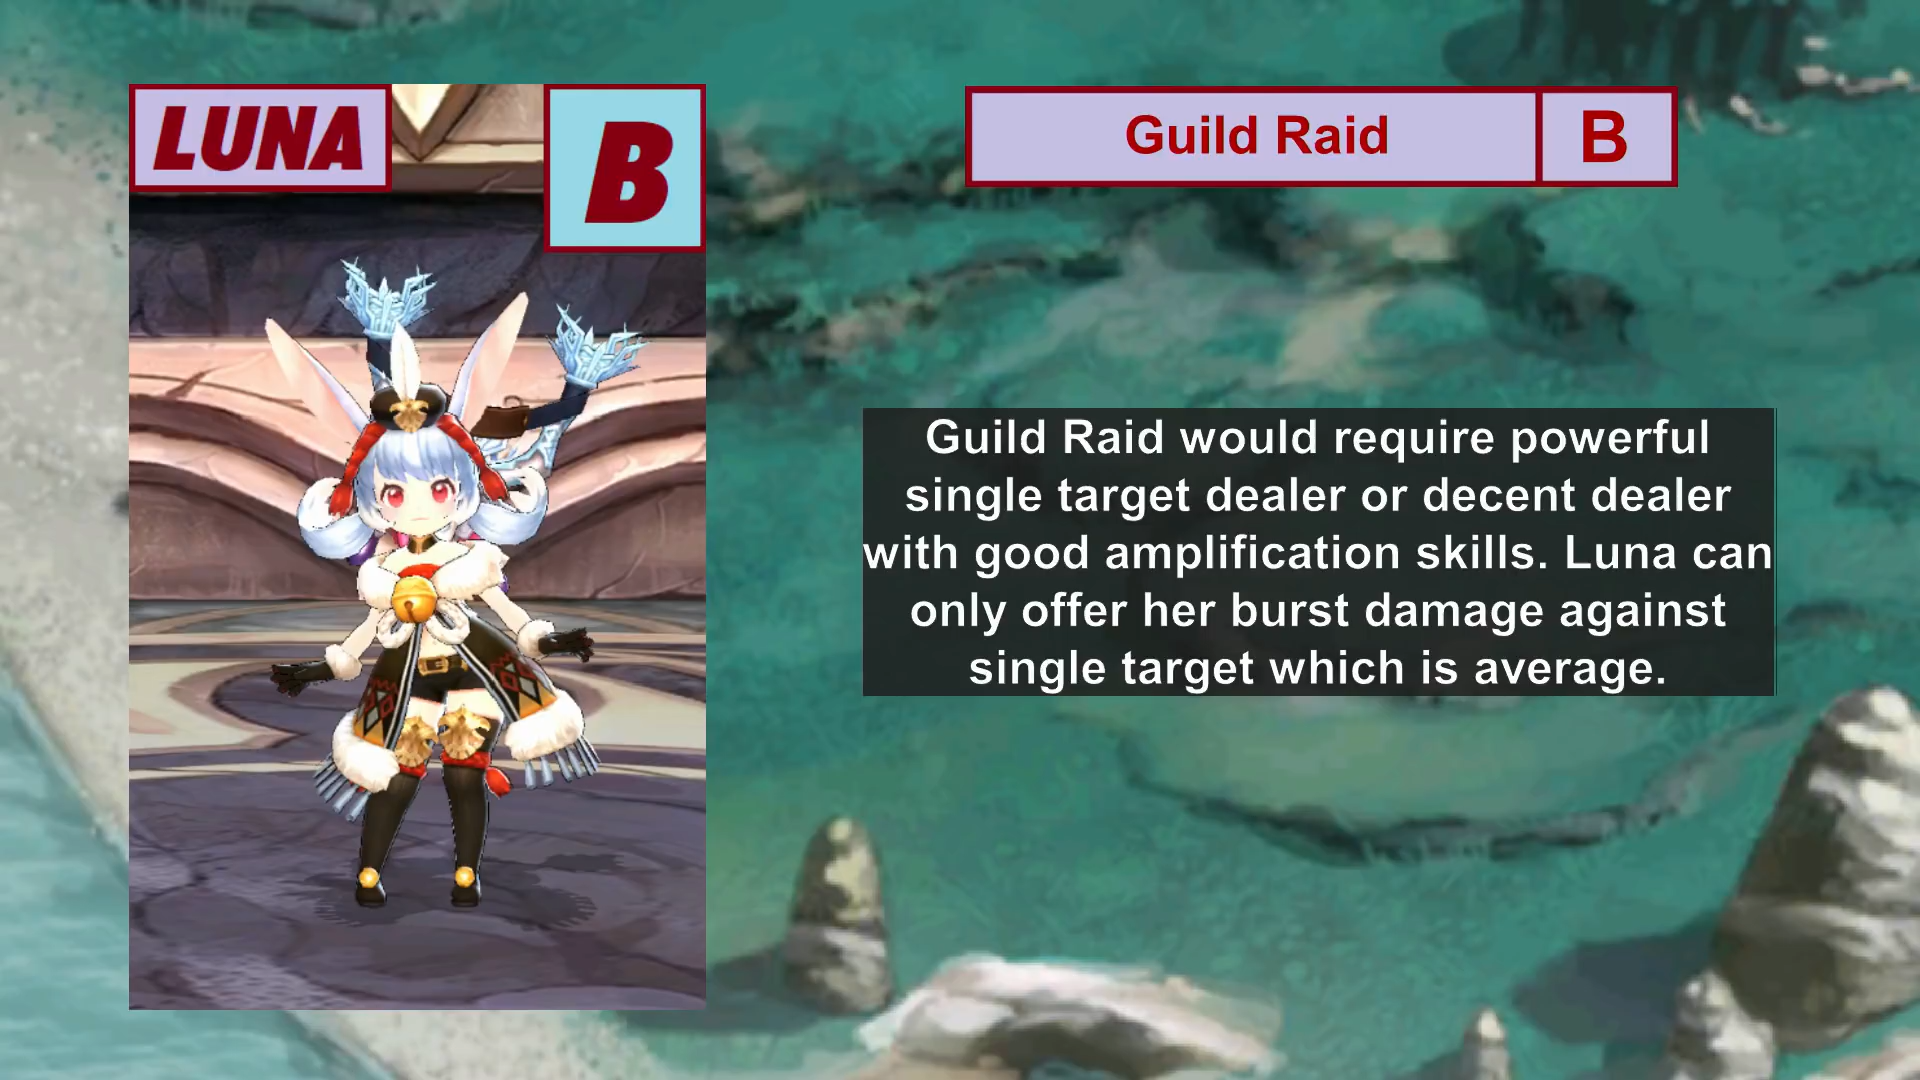 LUNA
B
Guild Raid
B
Guild Raid would require powerful
single target dealer or decent dealer
with good amplification skills. Luna can
only offer her burst damage against
single target which is average.